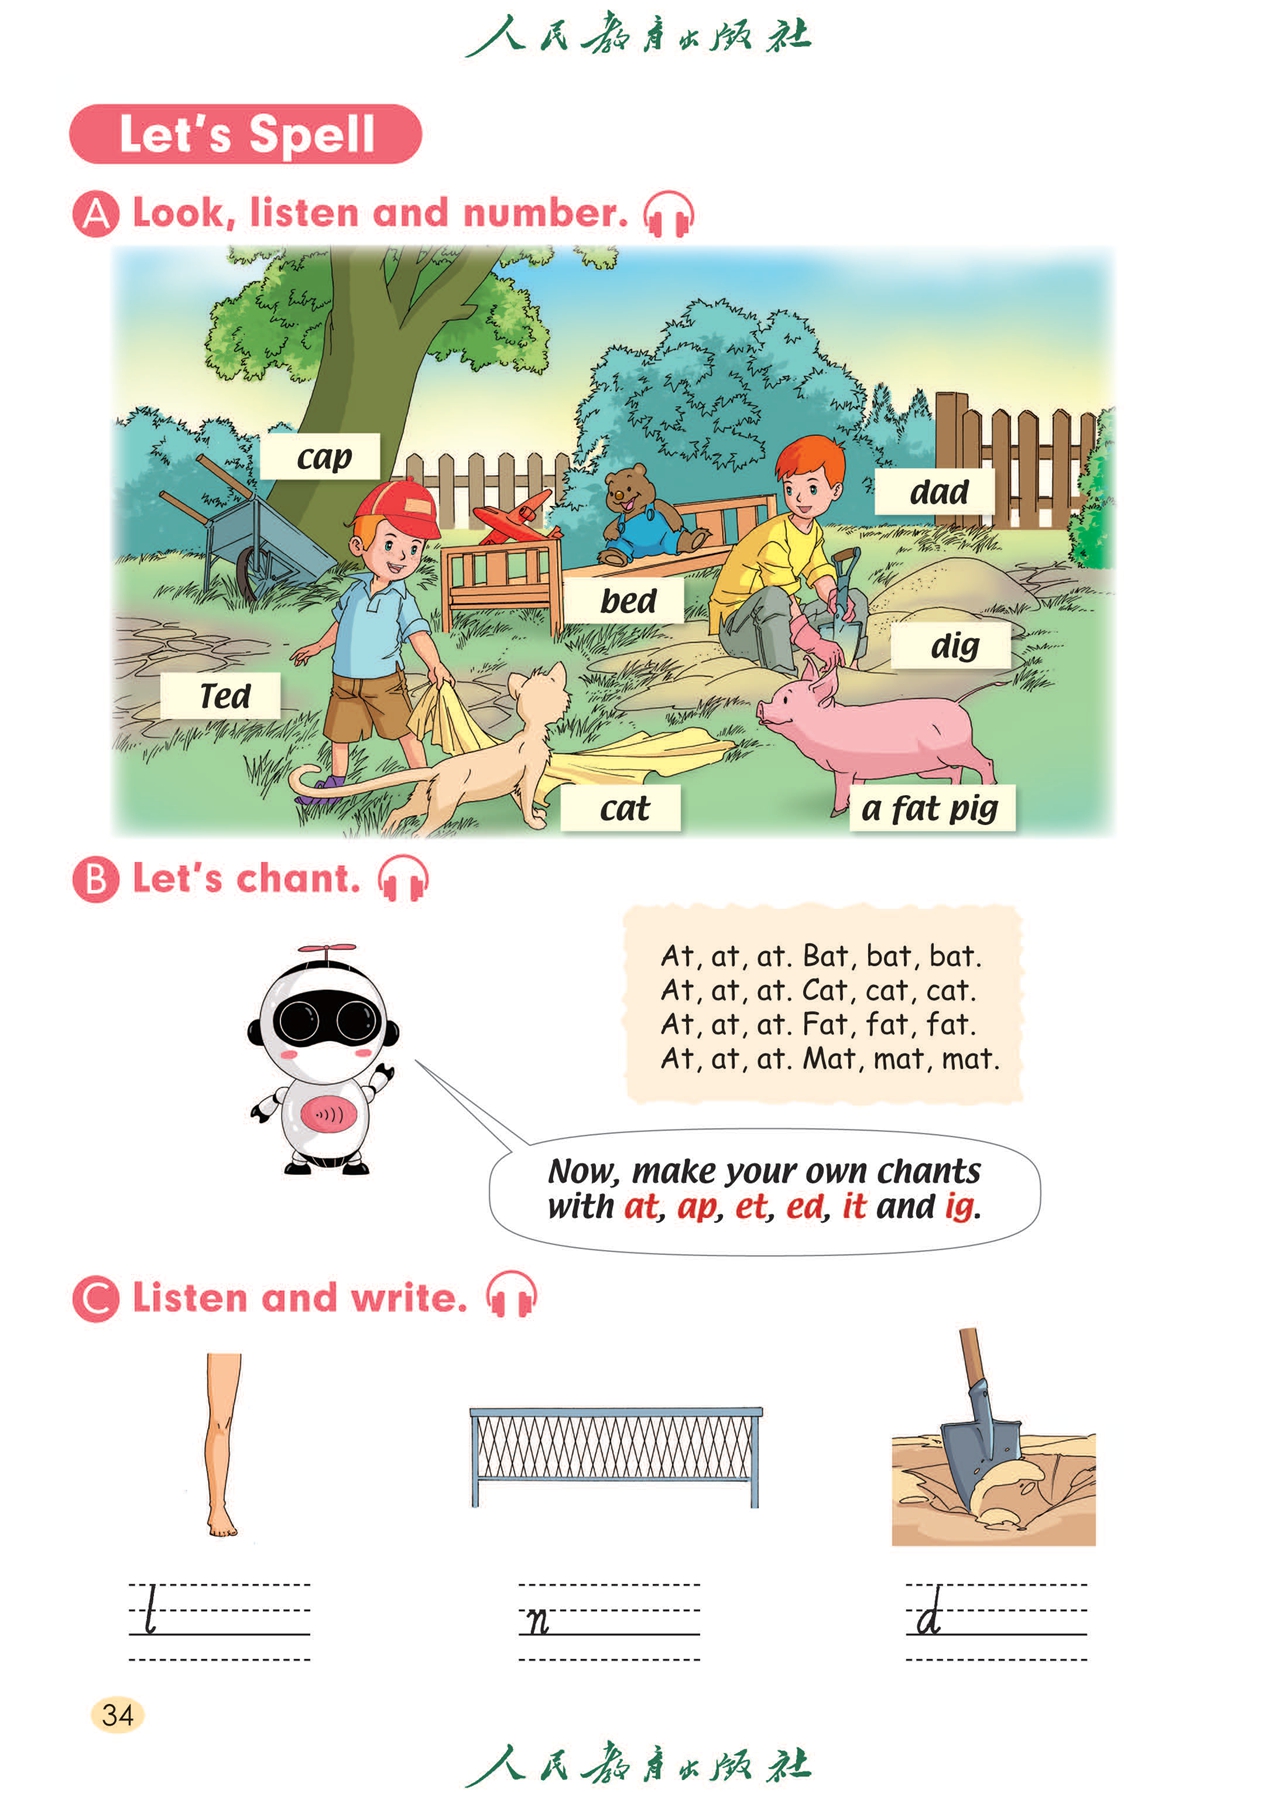 人民教育出版社
Let's Spell
A Look, listen and number.
cap
dad
bed
dig
Ted
cat
a fat pig
B Let's chant.
At, at, at. Bat, bat, bat.
At, at, at. Cat, cat, cat.
At, at, at. Fat, fat, fat.
At, at, at. Mat, mat, mat.
Now, make your own chants
with at, ap, et, ed, it and ig.
C Listen and write.
l
n
d
34
人民教育出版社